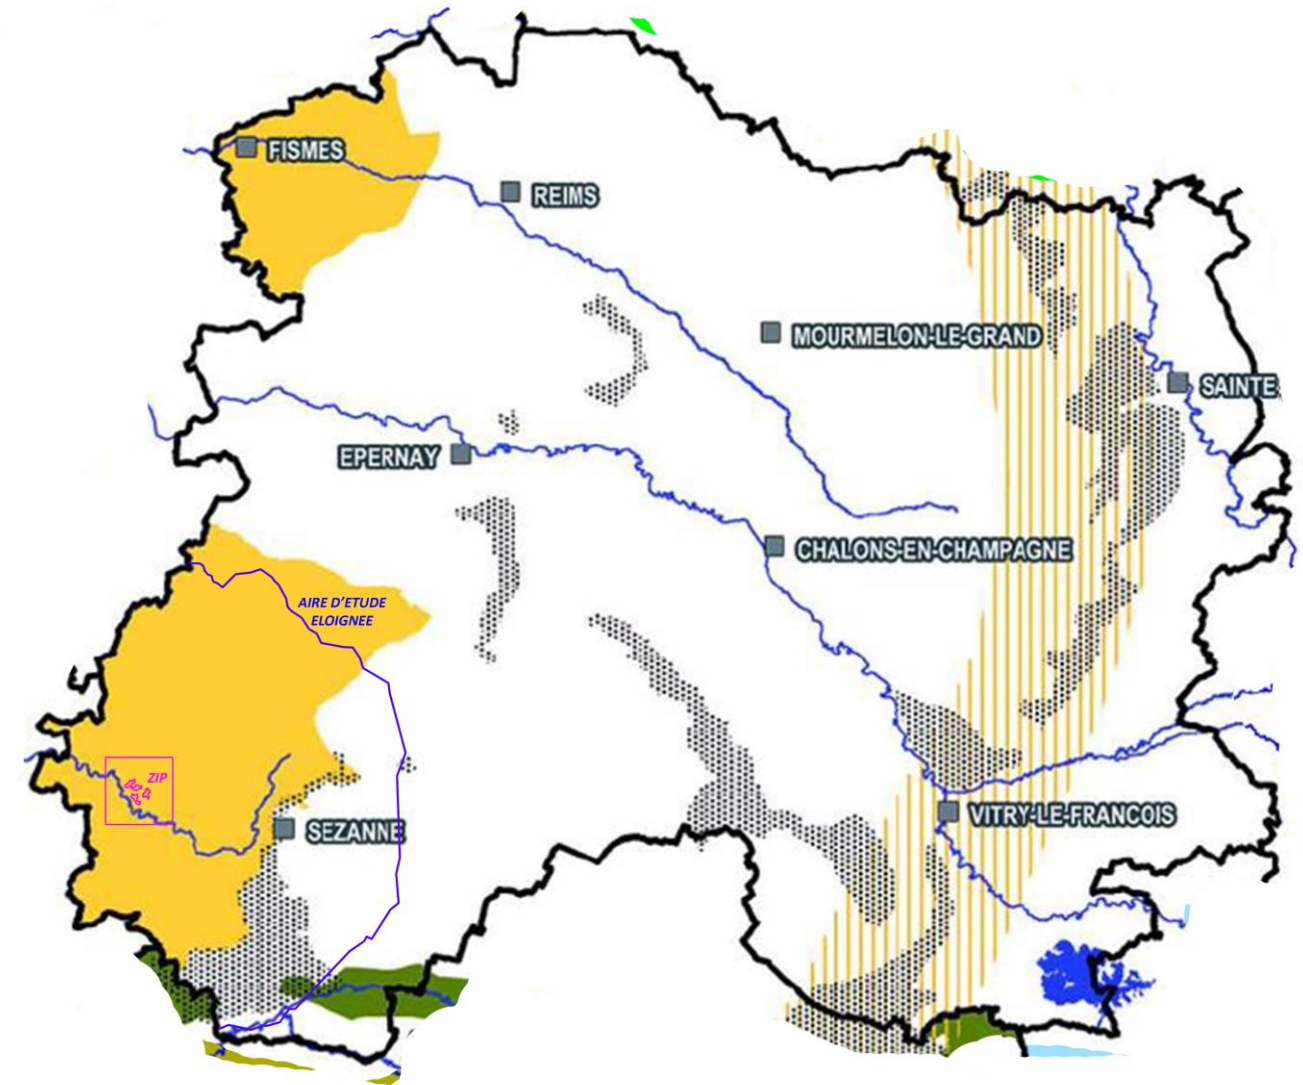 FISMES
REIMS
MOURMELON-LE-GRAND
SAINTE
EPERNAY
CHALONS-EN-CHAMPAGNE
AIRE D'ETUDE
ELOIGNEE
ZIP
VITRY-LE-FRANCOIS
SEZANNE